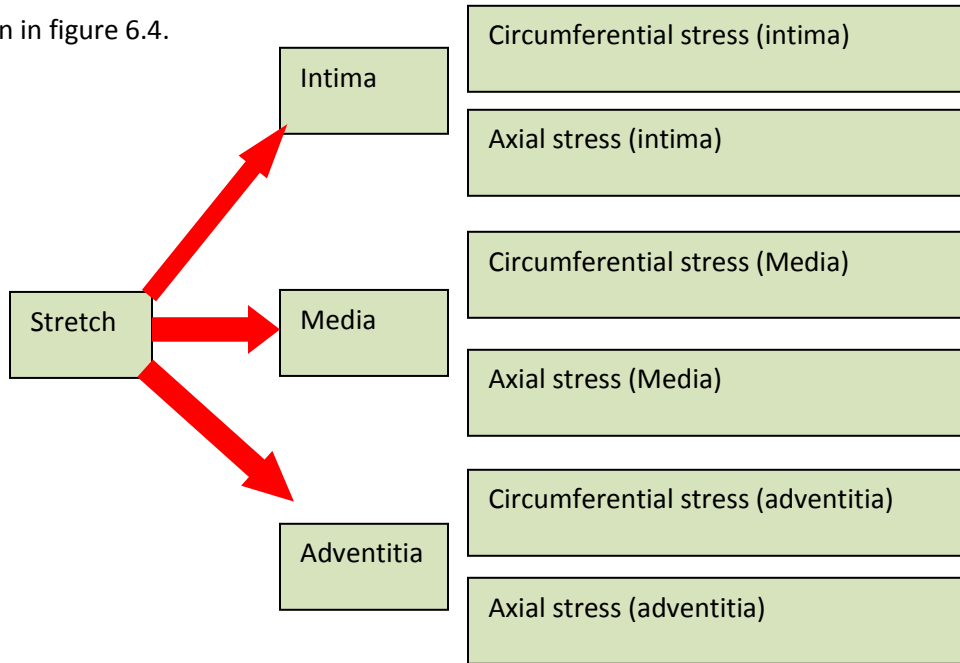 n in figure 6.4.
Circumferential stress (intima)
Intima
Axial stress (intima)
Circumferential stress (Media)
Stretch
Media
Axial stress (Media)
Circumferential stress (adventitia)
Adventitia
Axial stress (adventitia)